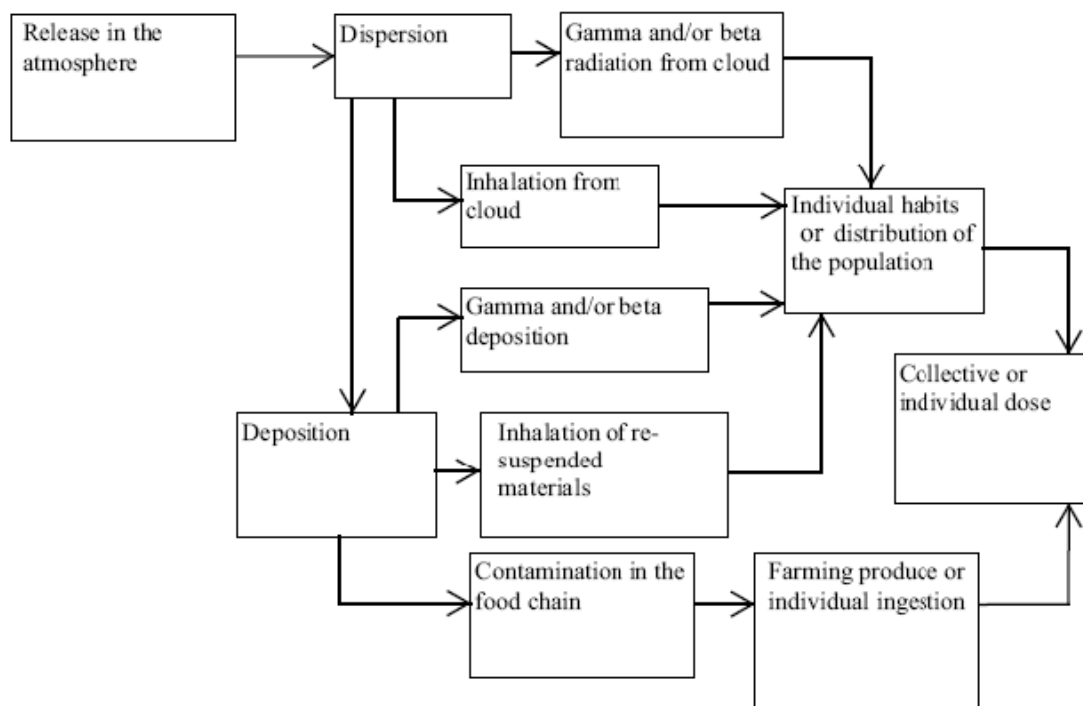 Release in the
atmosphere
Dispersion
Gamma and/or beta
radiation from cloud
Inhalation from
cloud
Individual habits
or distribution of
the population
Gamma and/or beta
deposition
Collective or
individual dose
Deposition
Inhalation of re-
suspended
materials
Contamination in the
food chain
Farming produce or
individual ingestion